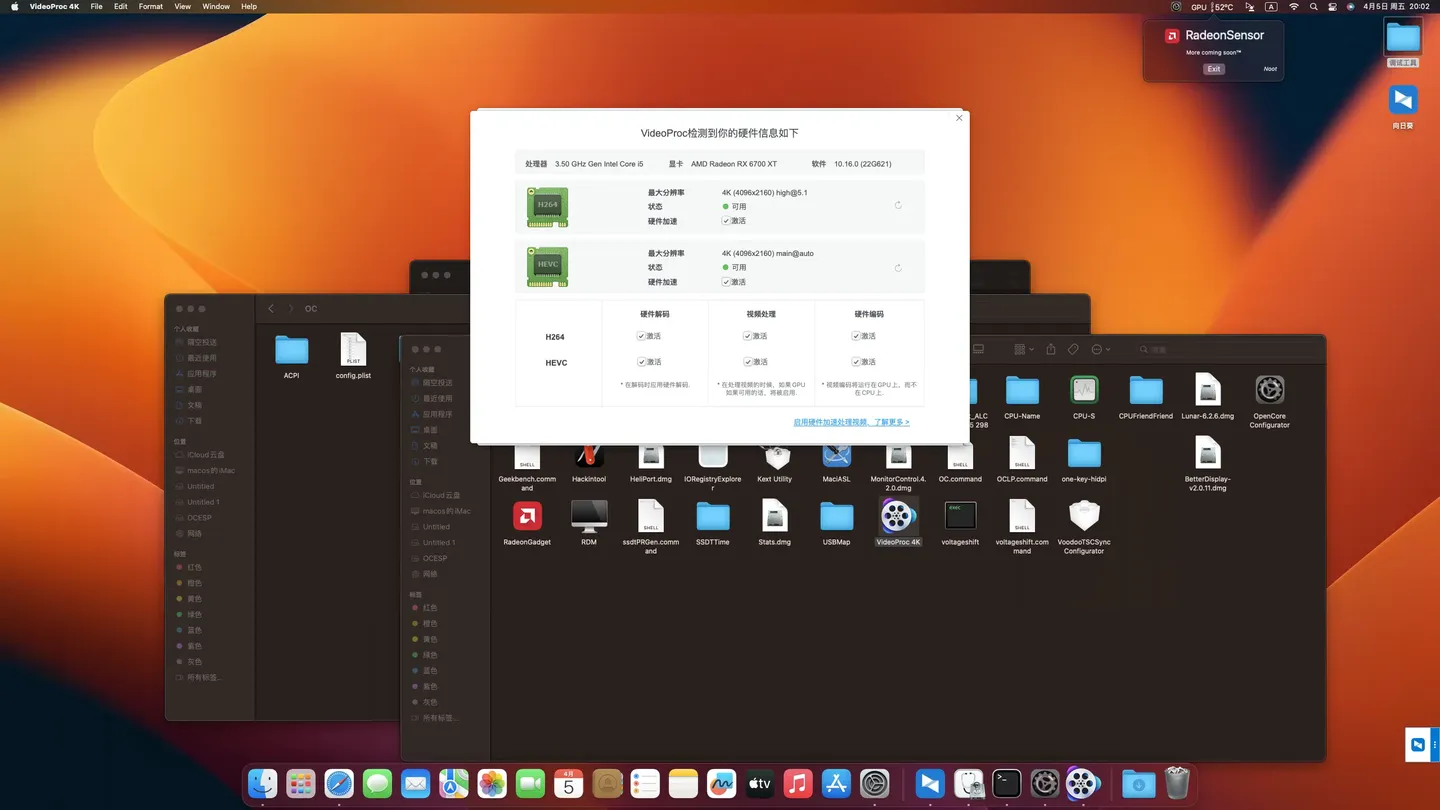 VideoProc 4K File Edit Format View Window Help
GPU 52°C A 4月5日 周五 20:02
RadeonSensor
More coming soon™
Exit
Noot
调试工具
向日葵
VideoProc检测到你的硬件信息如下
处理器 3.50 GHz Gen Intel Core i5 显卡 AMD Radeon RX 6700 XT 软件 10.16.0 (22G621)
H264
最大分辨率 4K (4096x2160) high@5.1
状态 可用
硬件加速 激活
HEVC
最大分辨率 4K (4096x2160) main@auto
状态 可用
硬件加速 激活
硬件解码 视频处理 硬件编码
H264 激活 激活 激活
HEVC 激活 激活 激活
* 在解码时应用硬件解码.
* 在处理视频的时候，如果GPU
如果可用的话，将被启用.
* 视频编码将运行在GPU上，而不
在CPU上.
启用硬件加速处理视频，了解更多 >
OC
个人收藏
隔空投送
最近使用
应用程序
桌面
文稿
下载
位置
iCloud云盘
macos的iMac
Untitled
Untitled 1
OCESP
网络
标签
红色
橙色
黄色
绿色
蓝色
紫色
灰色
所有标签...
ACPI
PLIST
config.plist
个人收藏
隔空投送
最近使用
应用程序
桌面
文稿
下载
位置
iCloud云盘
macos的iMac
Untitled
Untitled 1
OCESP
网络
标签
红色
橙色
黄色
绿色
蓝色
紫色
灰色
所有标签...
搜索
_ALC
298
CPU-Name
CPU-S
CPUFriendFriend
Lunar-6.2.6.dmg
OpenCore
Configurator
SHELL
Geekbench.comm
and
Hackintool
HeliPort.dmg
IORegistryExplore
r
Kext Utility
MaciASL
MonitorControl.4.
2.0.dmg
SHELL
OC.command
SHELL
OCLP.command
one-key-hidpi
BetterDisplay-
v2.0.11.dmg
RadeonGadget
RDM
SHELL
ssdtPRGen.comm
and
SSDTTime
Stats.dmg
USBMap
VideoProc 4K
exec
voltageshift
SHELL
voltageshift.com
mand
VoodooTSCSync
Configurator
4月
5
tv